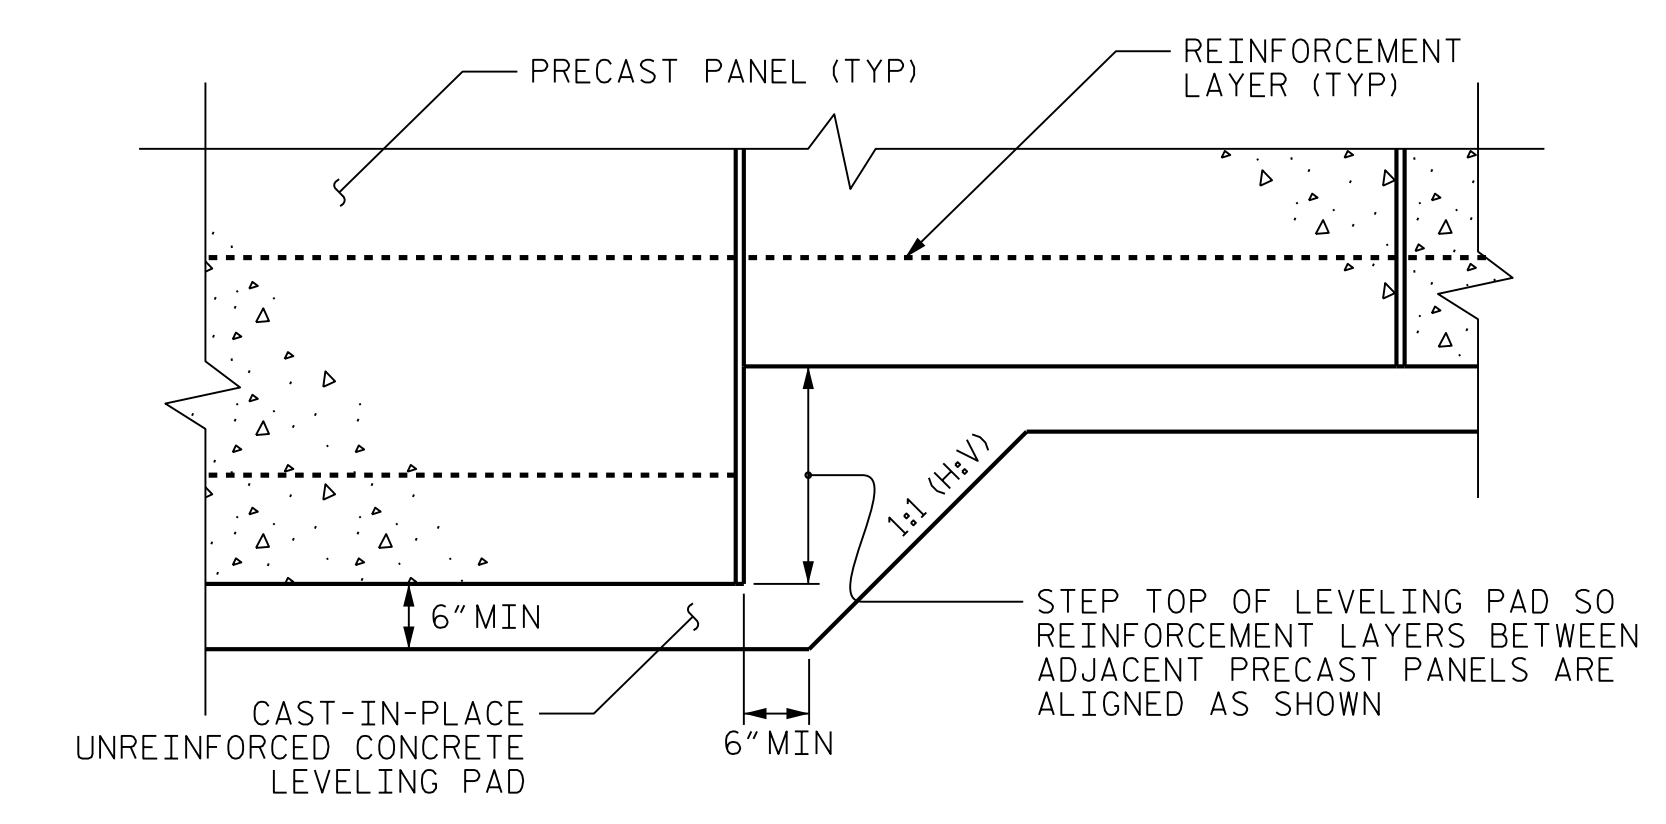 PRECAST PANEL (TYP)
REINFORCEMENT
LAYER (TYP)
1:1 (H:V)
6" MIN
STEP TOP OF LEVELING PAD SO
REINFORCEMENT LAYERS BETWEEN
ADJACENT PRECAST PANELS ARE
ALIGNED AS SHOWN
CAST-IN-PLACE
UNREINFORCED CONCRETE
LEVELING PAD
6" MIN